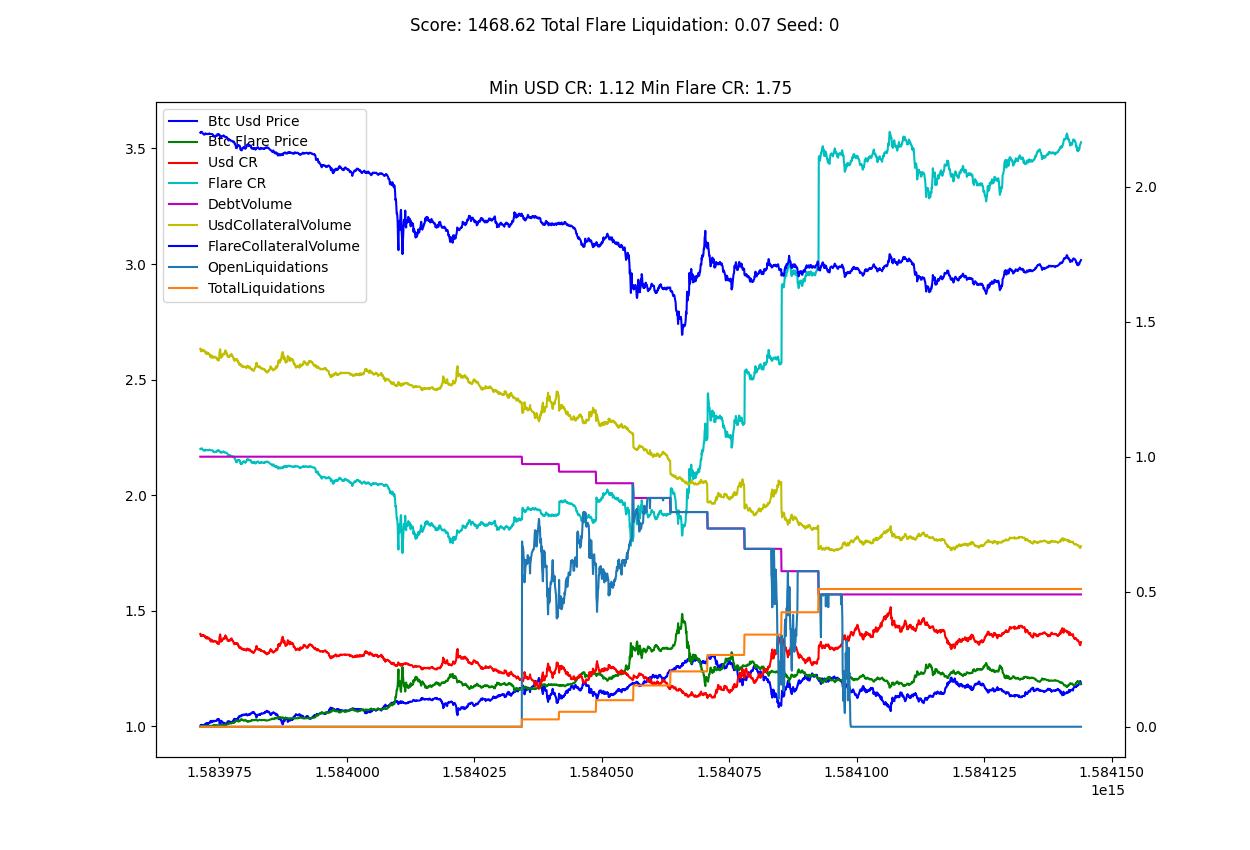 Score: 1468.62 Total Flare Liquidation: 0.07 Seed: 0
Min USD CR: 1.12 Min Flare CR: 1.75
Btc Usd Price
Btc Flare Price
Usd CR
Flare CR
DebtVolume
UsdCollateralVolume
FlareCollateralVolume
OpenLiquidations
TotalLiquidations
3.5
3.0
2.5
2.0
1.5
1.0
2.0
1.5
1.0
0.5
0.0
1.583975 1.584000 1.584025 1.584050 1.584075 1.584100 1.584125 1.584150
1e15